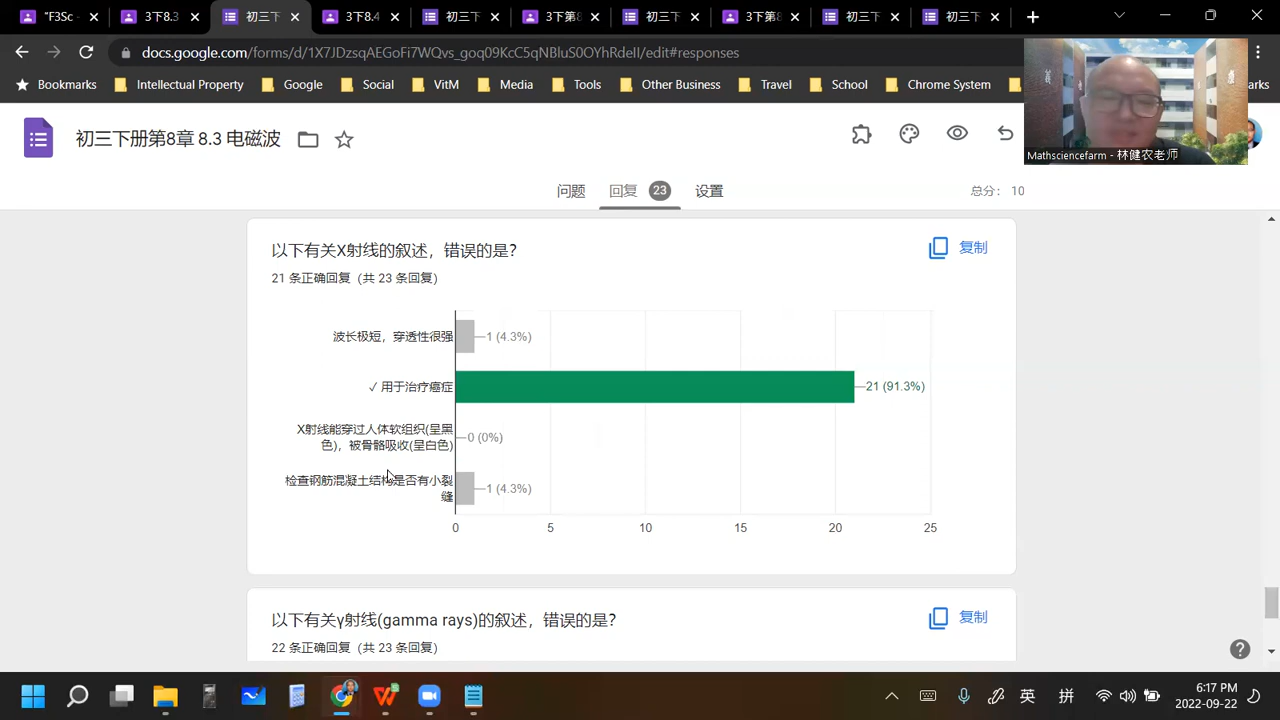 "F3Sc
3下8.3
初三下
3下8.4
初三下
3下第8
初三下
3下第8
初三下
初三下
docs.google.com/forms/d/
/edit#responses
Bookmarks
Intellectual Property
Google
Social
VitM
Media
Tools
Other Business
Travel
School
Chrome System
arks
Mathsciencefarm - 林健农老师
初三下册第8章 8.3 电磁波
问题
回复 23
设置
总分: 10
以下有关X射线的叙述，错误的是?
复制
21 条正确回复（共 23 条回复）
波长极短，穿透性很强
1 (4.3%)
✓ 用于治疗癌症
21 (91.3%)
X射线能穿过人体软组织(呈黑
色)，被骨骼吸收(呈白色)
0 (0%)
检查钢筋混凝土结构是否有小裂
缝
1 (4.3%)
0 5 10 15 20 25
以下有关γ射线(gamma rays)的叙述，错误的是?
复制
22 条正确回复（共 23 条回复）
英
拼
6:17 PM
2022-09-22